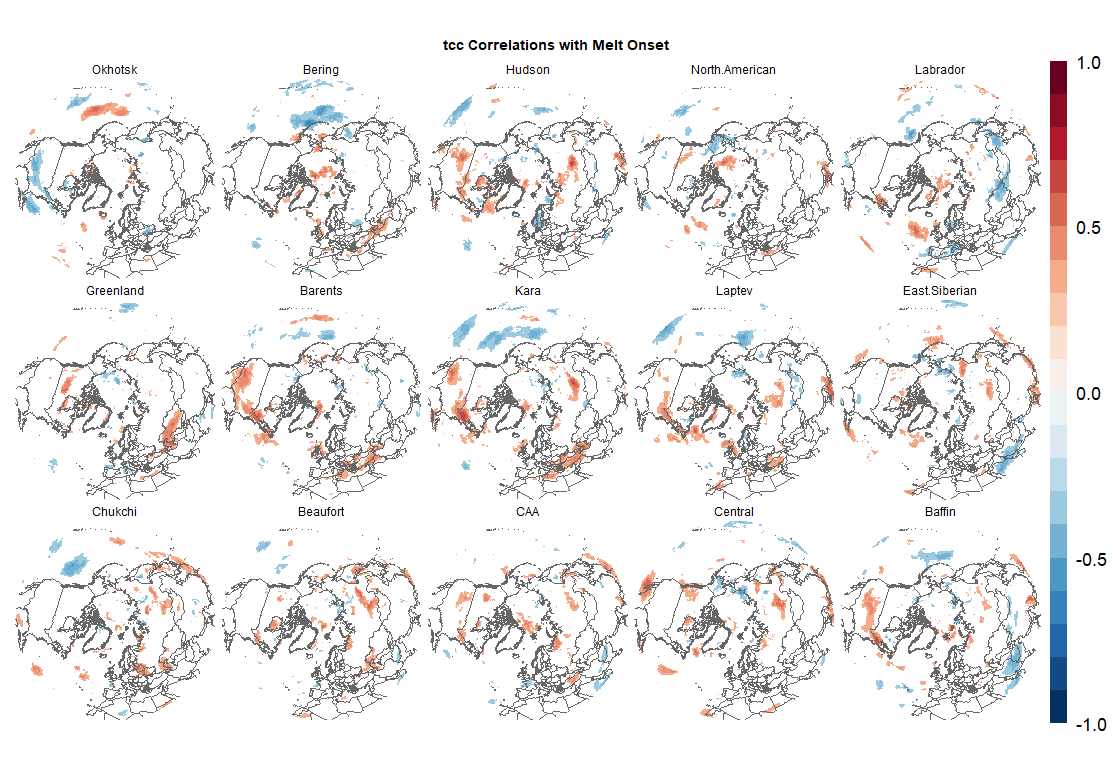 tcc Correlations with Melt Onset
Okhotsk Bering Hudson North.American Labrador
Greenland Barents Kara Laptev East.Siberian
Chukchi Beaufort CAA Central Baffin
1.0
0.5
0.0
-0.5
-1.0